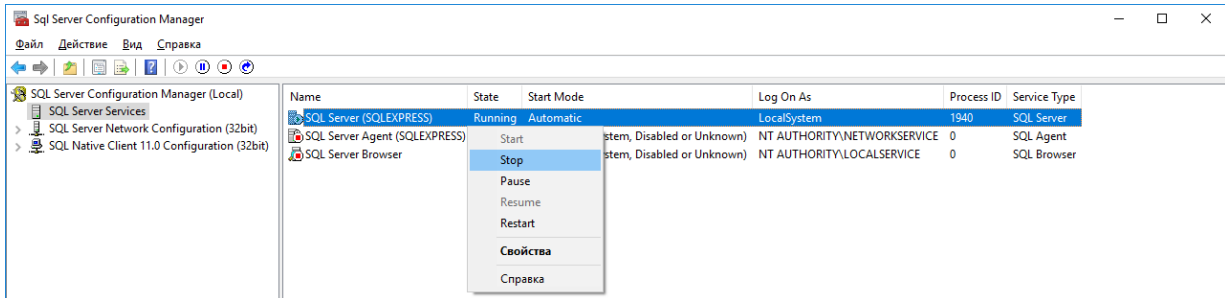 Sql Server Configuration Manager
Файл Действие Вид Справка
SQL Server Configuration Manager (Local)
SQL Server Services
SQL Server Network Configuration (32bit)
SQL Native Client 11.0 Configuration (32bit)
Name State Start Mode Log On As Process ID Service Type
SQL Server (SQLEXPRESS) Running Automatic LocalSystem 1940 SQL Server
SQL Server Agent (SQLEXPRESS) stem, Disabled or Unknown) NT AUTHORITY\NETWORKSERVICE 0 SQL Agent
SQL Server Browser stem, Disabled or Unknown) NT AUTHORITY\LOCALSERVICE 0 SQL Browser
Start
Stop
Pause
Resume
Restart
Свойства
Справка